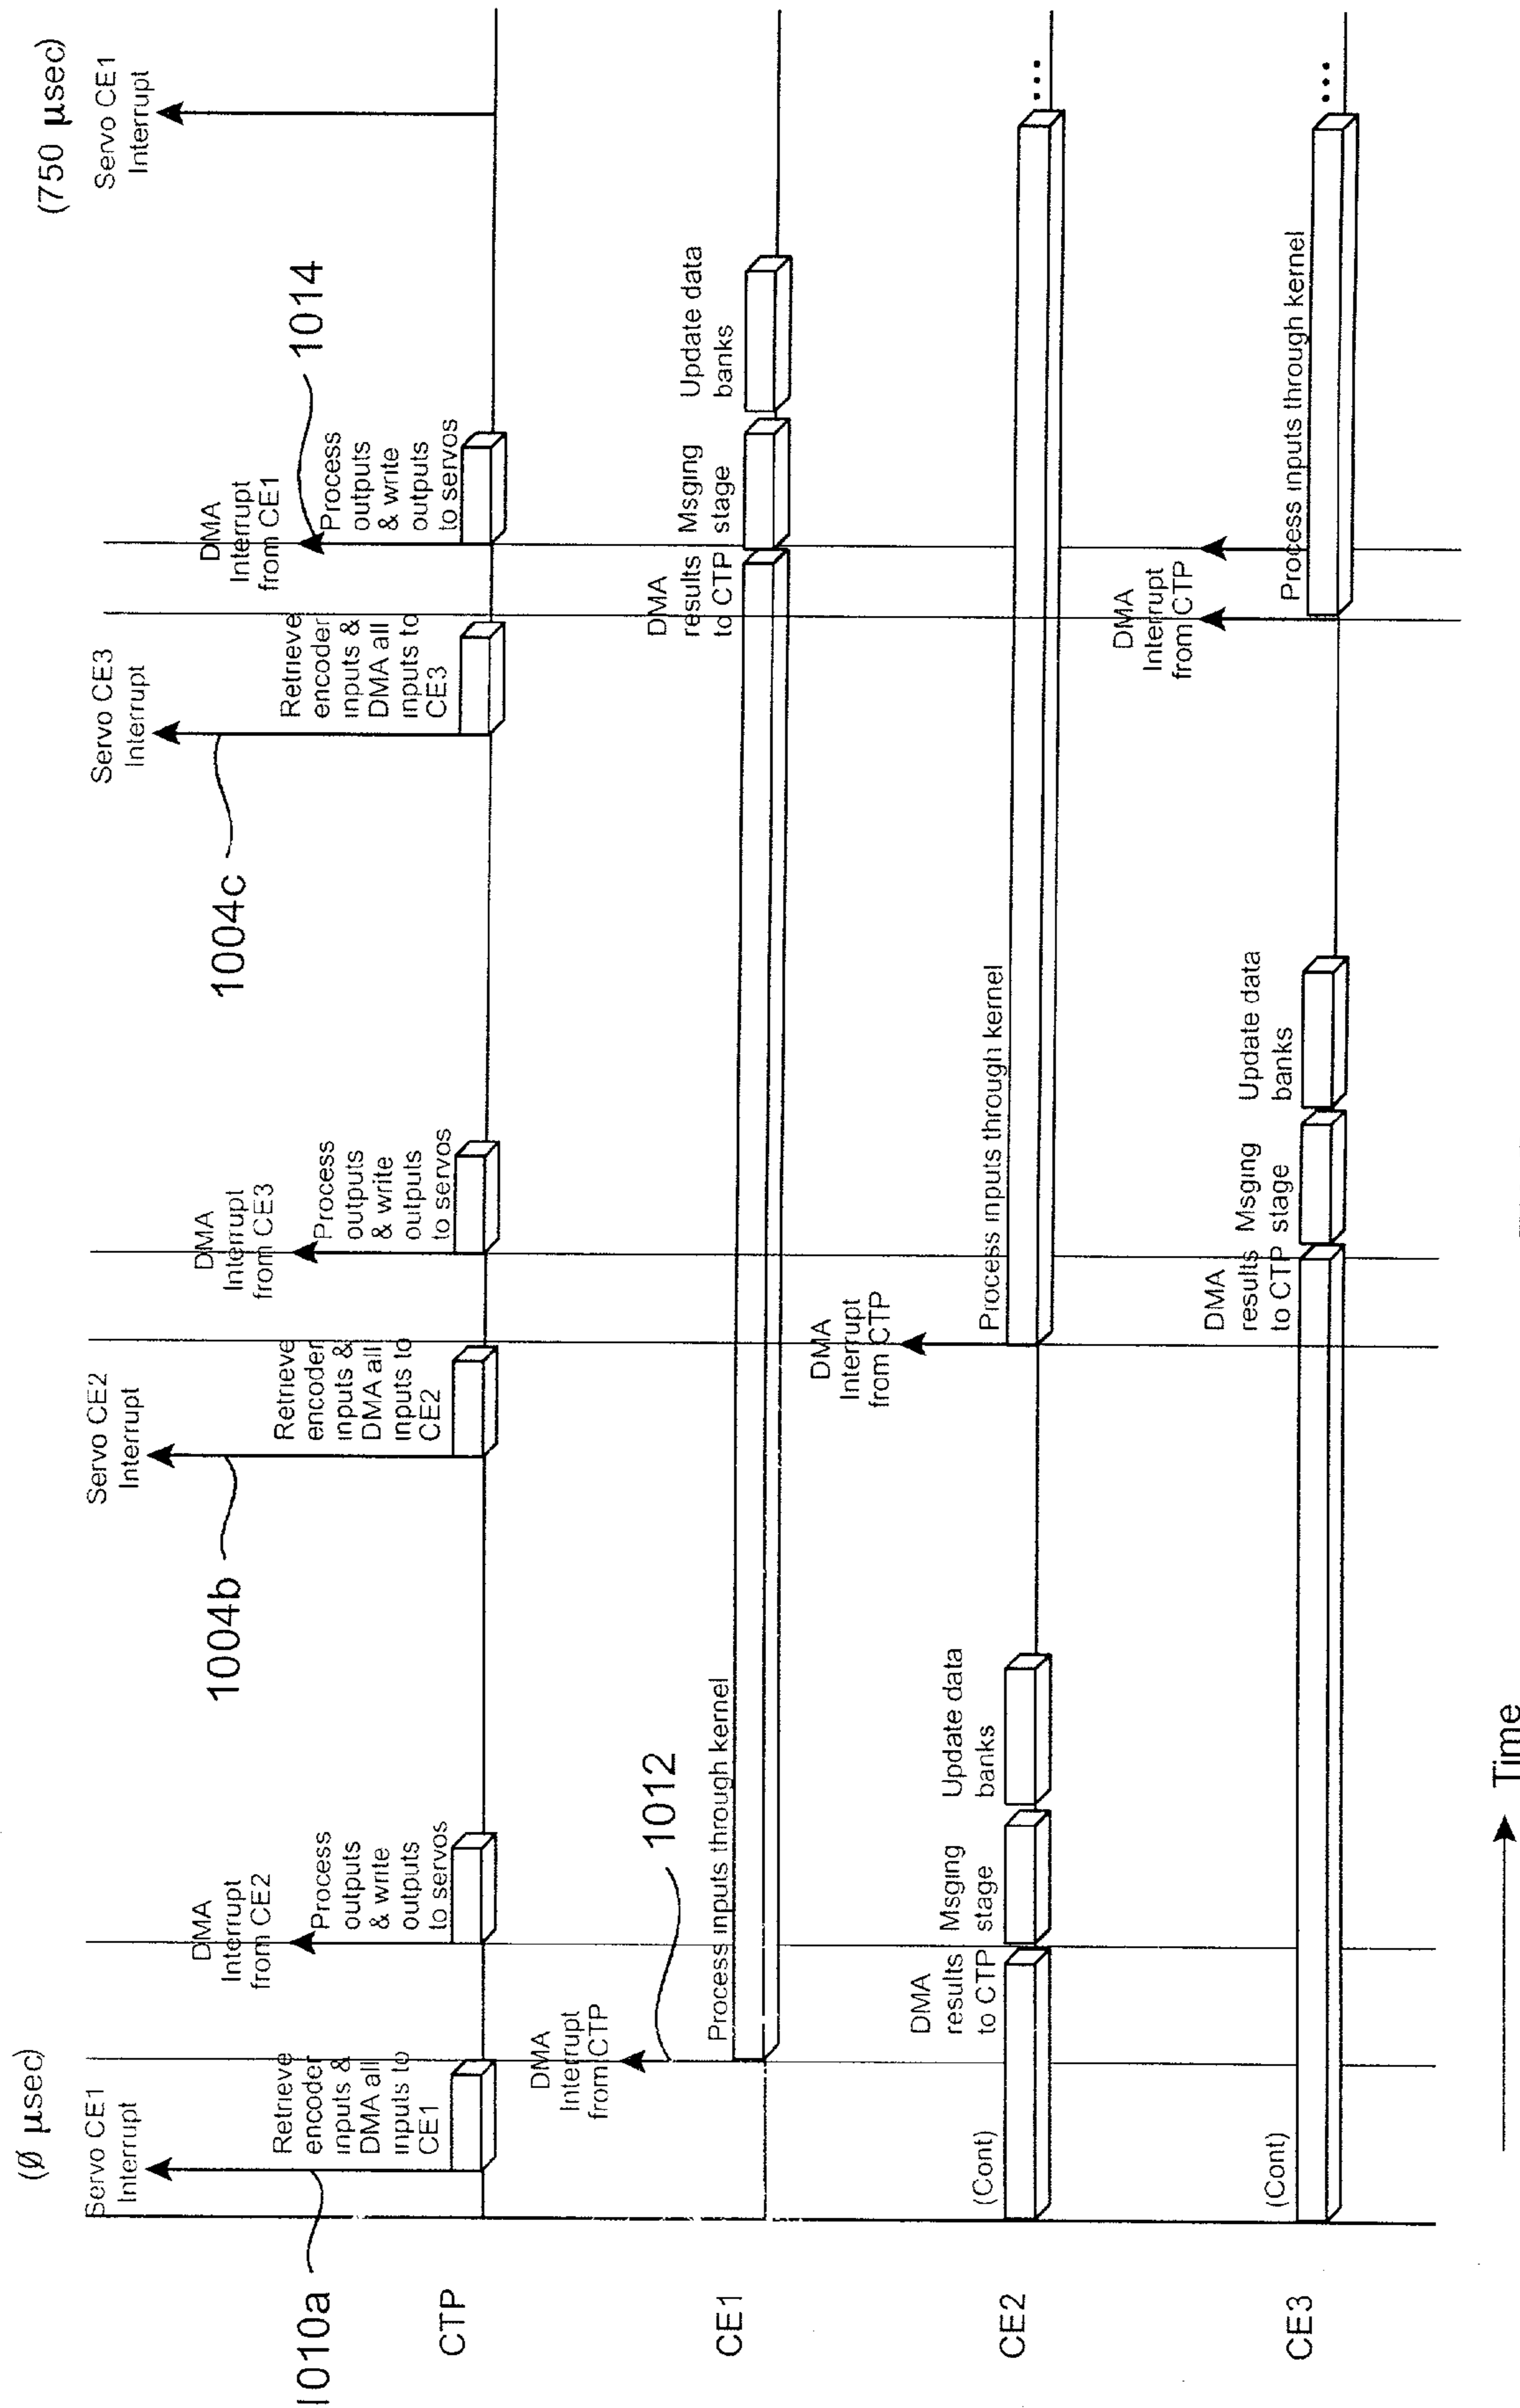 (Ø µsec)
(750 µsec)
Servo CE1
Interrupt
Servo CE2
Interrupt
Servo CE3
Interrupt
Servo CE1
Interrupt
1010a
1004b
1004c
1014
DMA
Interrupt
from CE2
DMA
Interrupt
from CE3
DMA
Interrupt
from CE1
Retrieve
encoder
inputs &
DMA all
inputs to
CE1
Process
outputs
& write
outputs
to servos
Retrieve
encoder
inputs &
DMA all
inputs to
CE2
Process
outputs
& write
outputs
to servos
Retrieve
encoder
inputs &
DMA all
inputs to
CE3
Process
outputs
& write
outputs
to servos
CTP
DMA
Interrupt
from CTP
1012
Process inputs through kernel
DMA
results
to CTP
Msging
stage
Update data
banks
CE1
(Cont)
DMA
results
to CTP
Msging
stage
Update data
banks
DMA
Interrupt
from CTP
Process inputs through kernel
...
CE2
(Cont)
DMA
results
to CTP
Msging
stage
Update data
banks
DMA
Interrupt
from CTP
Process inputs through kernel
...
CE3
Time